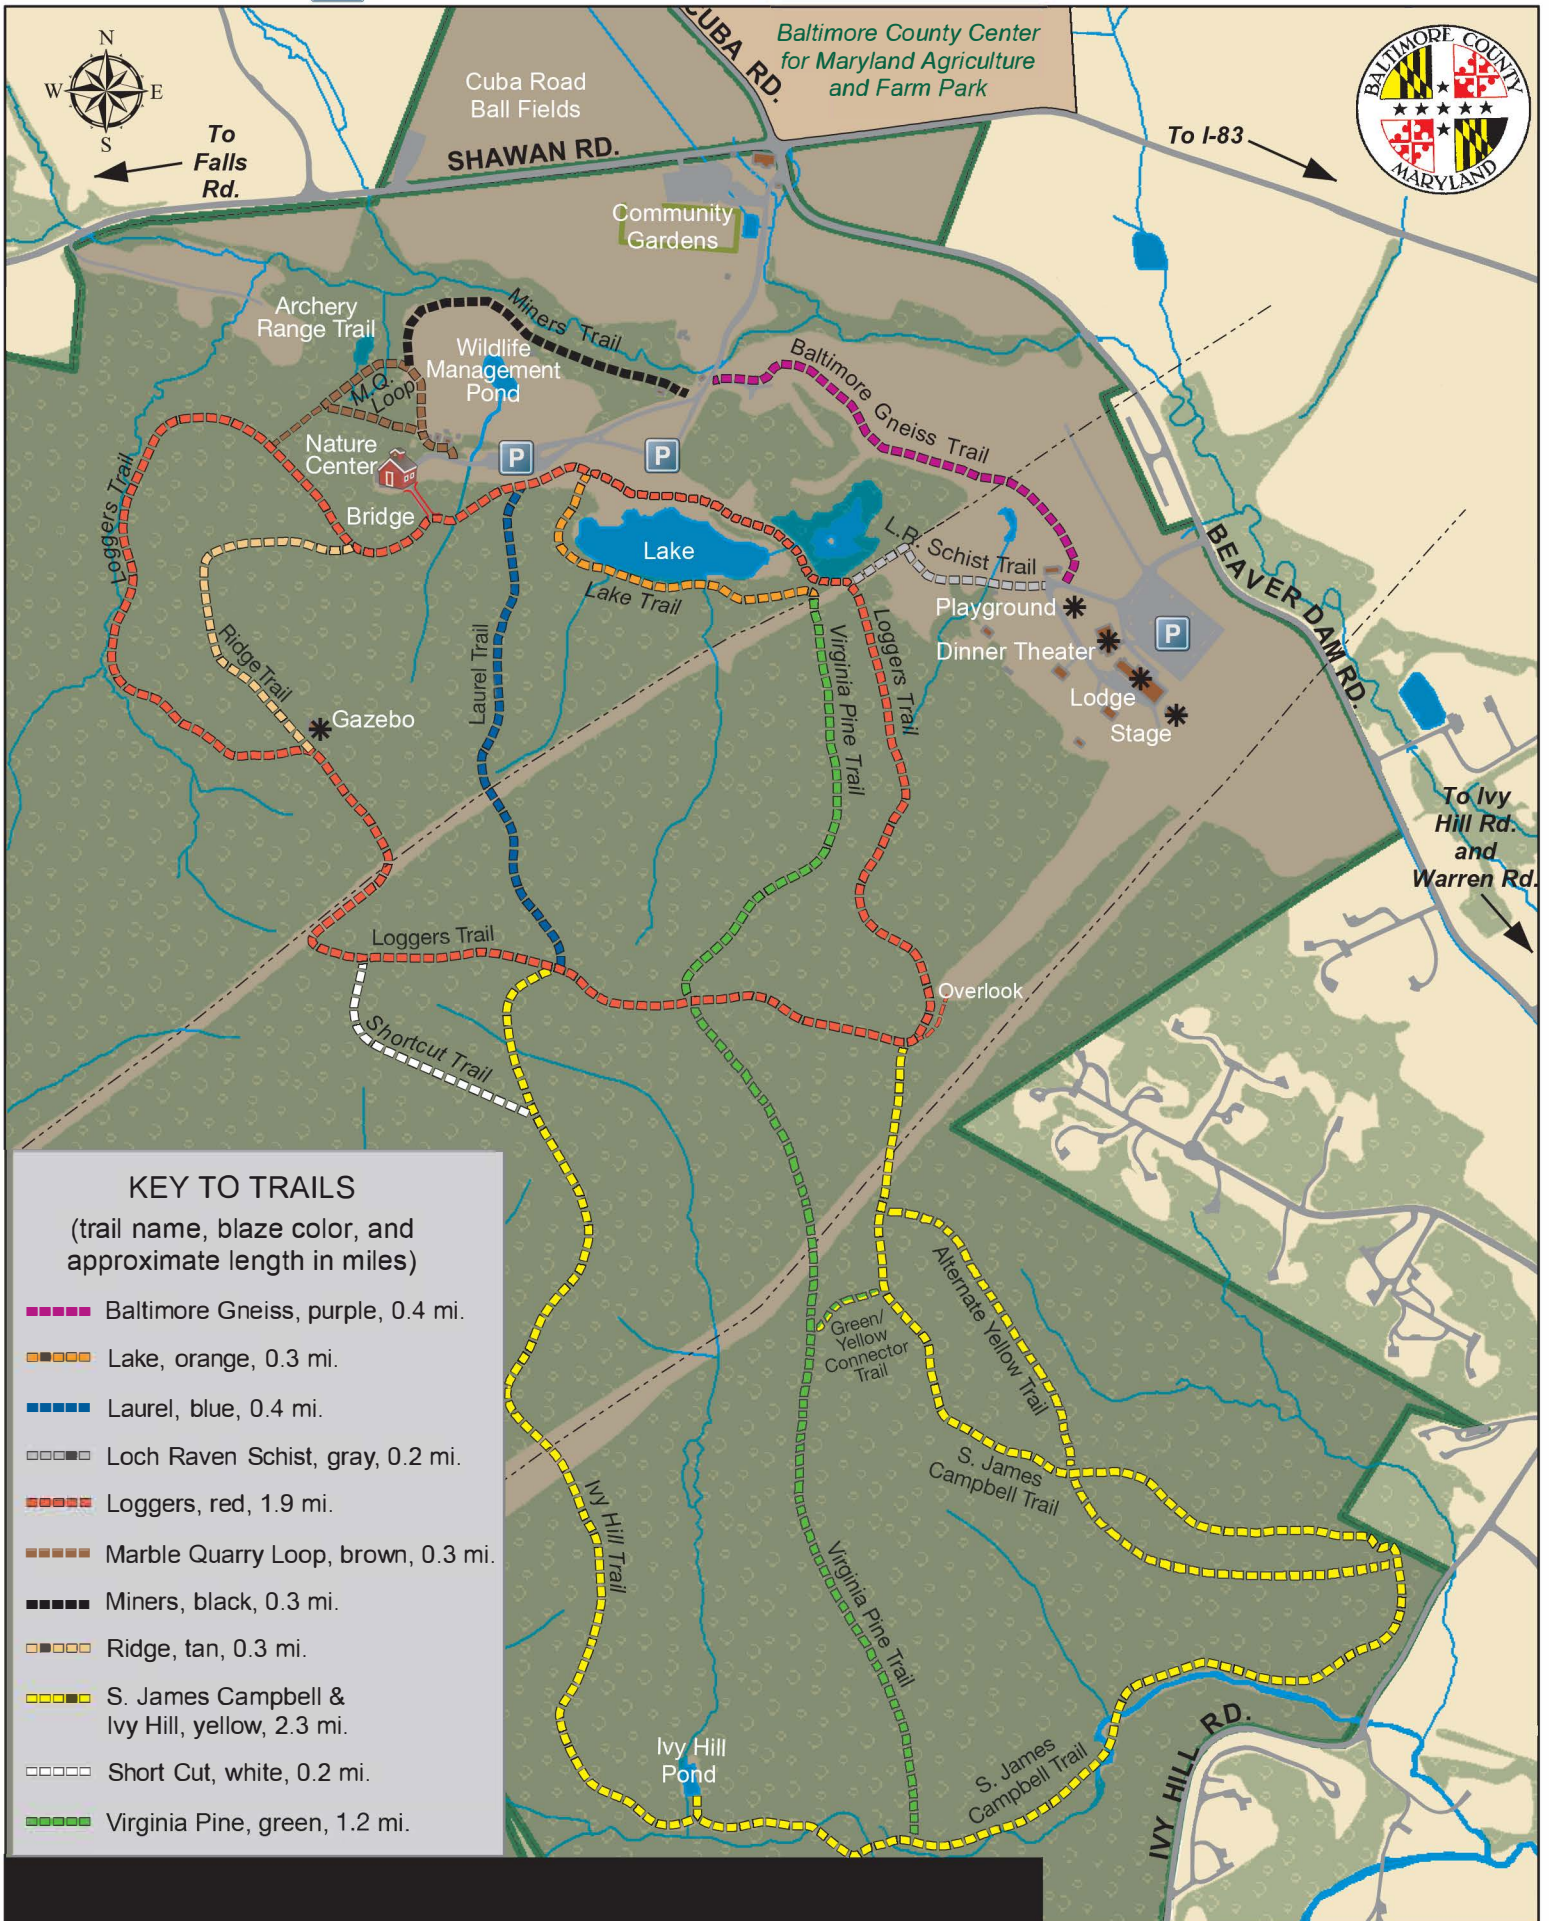 N
W
E
S
To
Falls
Rd.
Cuba Road
Ball Fields
SHAWAN RD.
CUBA RD.
Baltimore County Center
for Maryland Agriculture
and Farm Park
To I-83
BALTIMORE COUNTY
MARYLAND
Community
Gardens
Archery
Range Trail
Miners Trail
Wildlife
Management
Pond
M.Q.
Loop
Baltimore Gneiss Trail
Nature
Center
P
P
Bridge
Loggers Trail
Lake
Lake Trail
L.R. Schist Trail
Playground
Dinner Theater
P
Lodge
Stage
BEAVER DAM RD.
Ridge Trail
Gazebo
Laurel Trail
Virginia Pine Trail
Loggers Trail
To Ivy
Hill Rd.
and
Warren Rd.
Loggers Trail
Overlook
Shortcut Trail
Green/
Yellow
Connector
Trail
Alternate Yellow Trail
S. James
Campbell Trail
Ivy Hill Trail
Virginia Pine Trail
Ivy Hill
Pond
S. James
Campbell Trail
IVY HILL RD.
KEY TO TRAILS
(trail name, blaze color, and
approximate length in miles)
Baltimore Gneiss, purple, 0.4 mi.
Lake, orange, 0.3 mi.
Laurel, blue, 0.4 mi.
Loch Raven Schist, gray, 0.2 mi.
Loggers, red, 1.9 mi.
Marble Quarry Loop, brown, 0.3 mi.
Miners, black, 0.3 mi.
Ridge, tan, 0.3 mi.
S. James Campbell &
Ivy Hill, yellow, 2.3 mi.
Short Cut, white, 0.2 mi.
Virginia Pine, green, 1.2 mi.